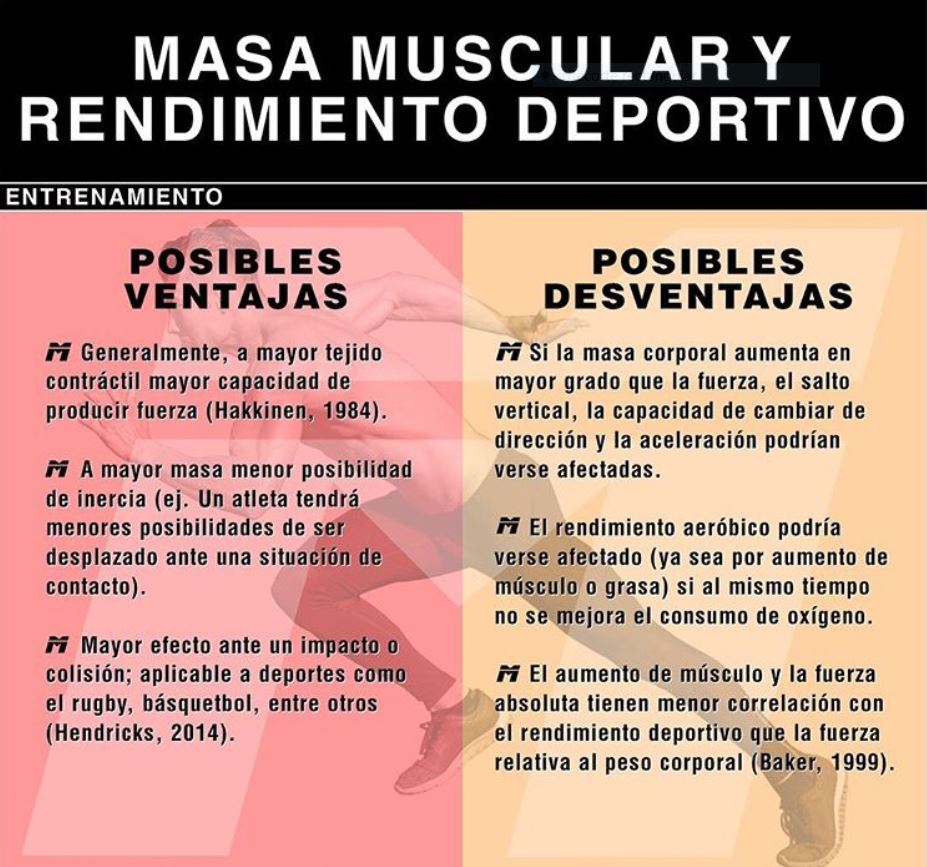 MASA MUSCULAR Y
RENDIMIENTO DEPORTIVO
ENTRENAMIENTO
POSIBLES
VENTAJAS
Generalmente, a mayor tejido
contráctil mayor capacidad de
producir fuerza (Hakkinen, 1984).
A mayor masa menor posibilidad
de inercia (ej. Un atleta tendrá
menores posibilidades de ser
desplazado ante una situación de
contacto).
Mayor efecto ante un impacto o
colisión; aplicable a deportes como
el rugby, básquetbol, entre otros
(Hendricks, 2014).
POSIBLES
DESVENTAJAS
Si la masa corporal aumenta en
mayor grado que la fuerza, el salto
vertical, la capacidad de cambiar de
dirección y la aceleración podrían
verse afectadas.
El rendimiento aeróbico podría
verse afectado (ya sea por aumento de
músculo o grasa) si al mismo tiempo
no se mejora el consumo de oxígeno.
El aumento de músculo y la fuerza
absoluta tienen menor correlación con
el rendimiento deportivo que la fuerza
relativa al peso corporal (Baker, 1999).